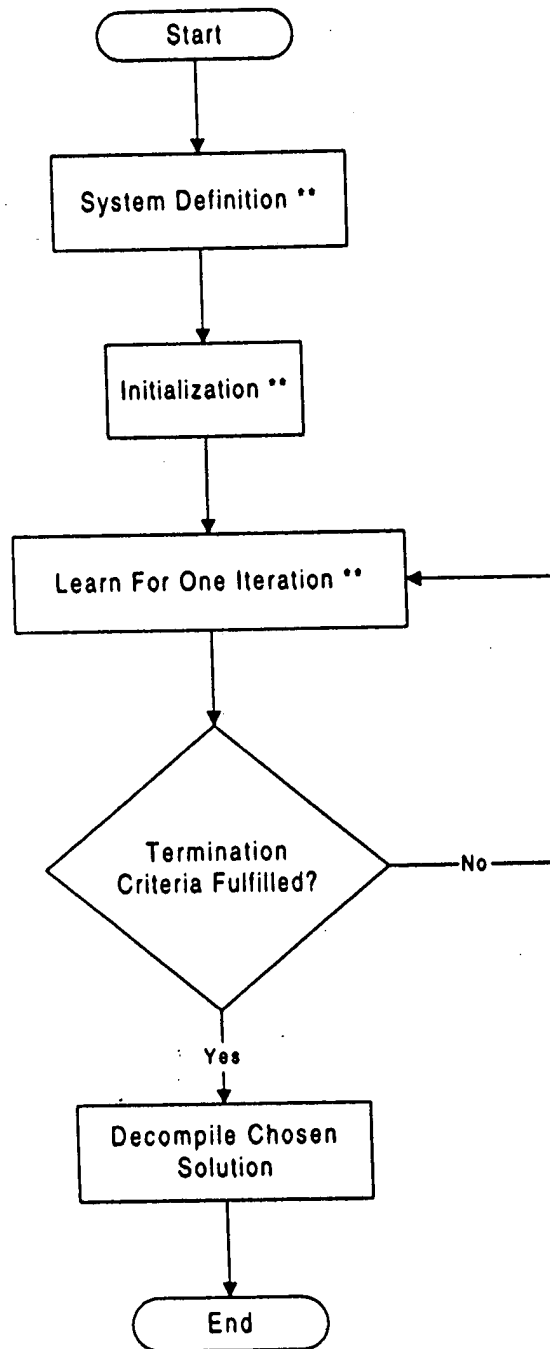 Start
System Definition **
Initialization **
Learn For One Iteration **
Termination
Criteria Fulfilled?
No
Yes
Decompile Chosen
Solution
End